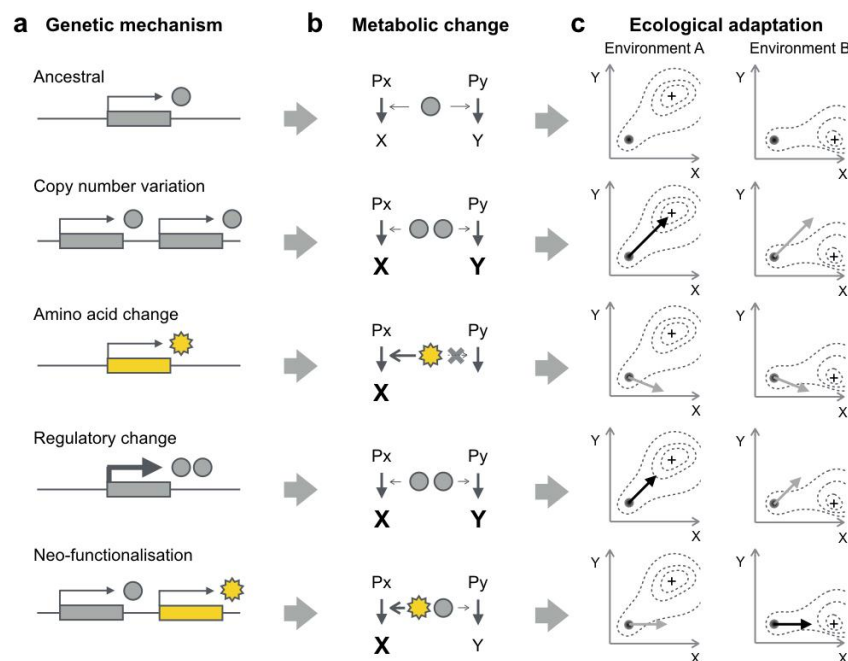 a Genetic mechanism
b Metabolic change
c Ecological adaptation
Environment A
Environment B
Ancestral
Px Py
X Y
Y
X
Y
X
Copy number variation
Px Py
X Y
Y
X
Y
X
Amino acid change
Px Py
X
Y
X
Y
X
Regulatory change
Px Py
X Y
Y
X
Y
X
Neo-functionalisation
Px Py
X Y
Y
X
Y
X